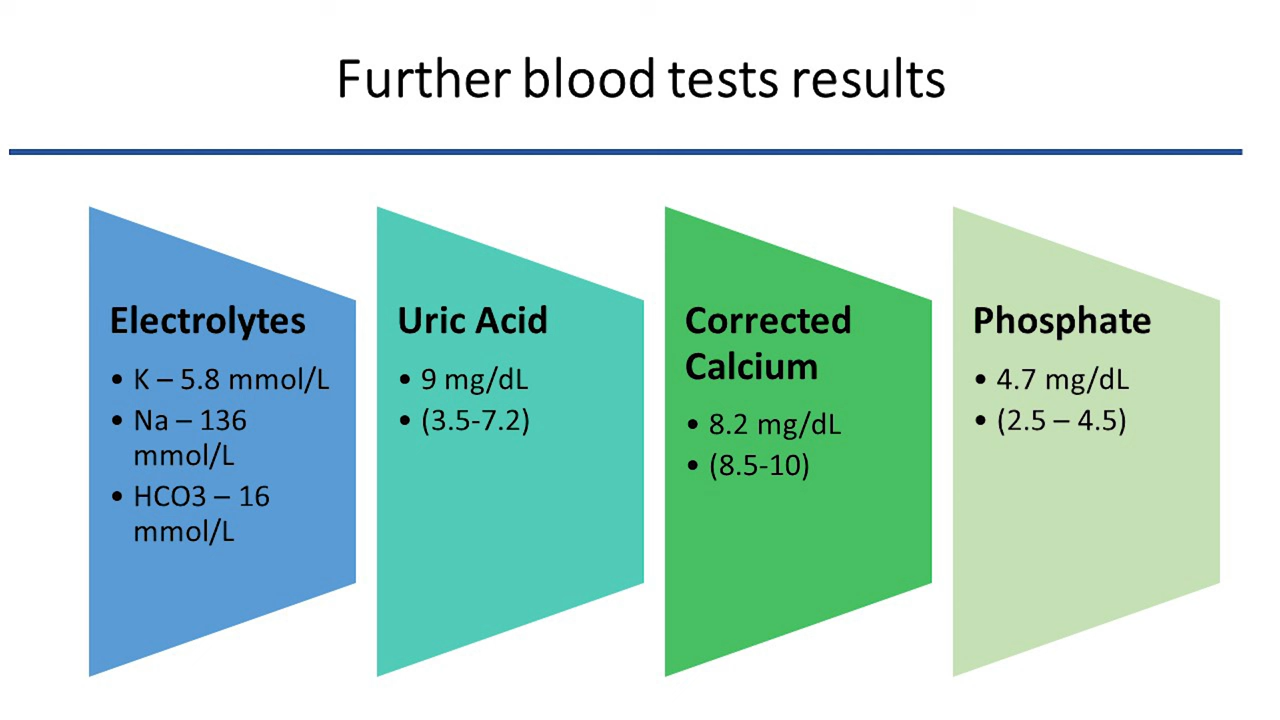 Further blood tests results
Electrolytes
• K – 5.8 mmol/L
• Na – 136
mmol/L
• HCO3 – 16
mmol/L
Uric Acid
• 9 mg/dL
• (3.5-7.2)
Corrected
Calcium
• 8.2 mg/dL
• (8.5-10)
Phosphate
• 4.7 mg/dL
• (2.5 – 4.5)